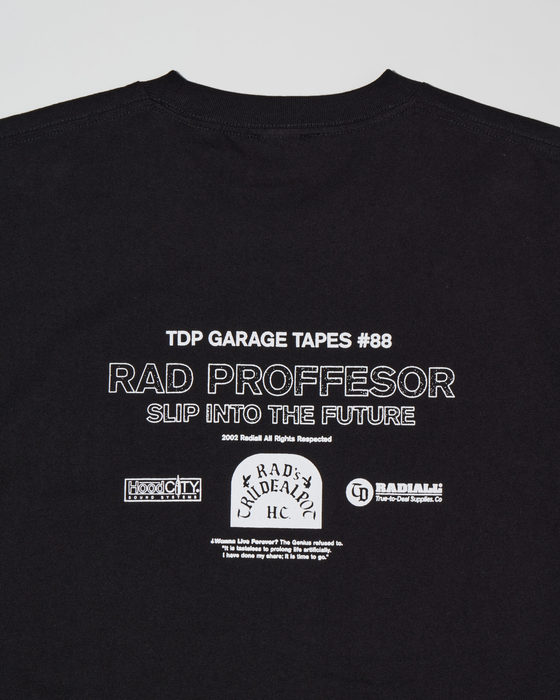 TDP GARAGE TAPES #88
RAD PROFFESOR
SLIP INTO THE FUTURE
2002 Radiall All Rights Respected
HoodCITY.
SOUND SYSTEMS
RAD's
CRUDEALPOT
H.C.
TD
RADIALL
True-to-Deal Supplies. Co
¿Wanna Live Forever? The Genius refused to.
"It is tasteless to prolong life artificially.
I have done my share; it is time to go."